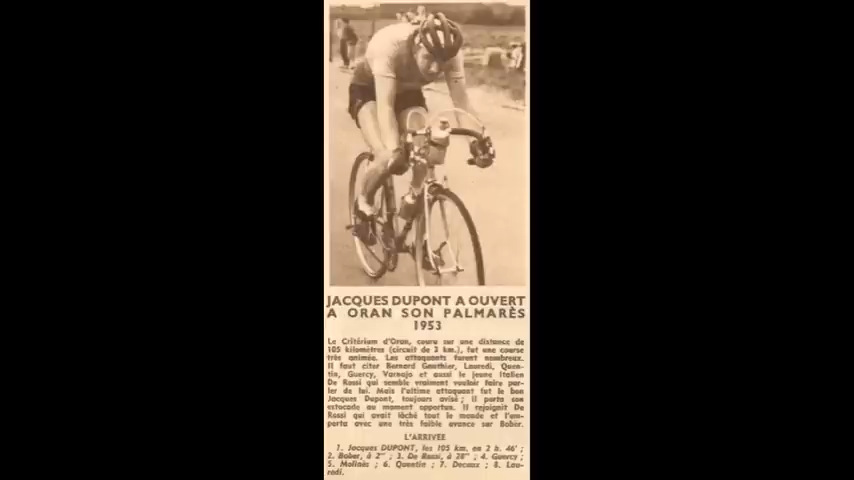 JACQUES DUPONT A OUVERT
A ORAN SON PALMARÈS
1953
Le Critérium d'Oran, couru sur une distance de
105 kilomètres (circuit de 3 km.), fut une course
très animée. Les attaquants furent nombreux.
Il faut citer Bernard Gauthier, Lauredi, Quen-
tin, Guercy, Varnajo et aussi le jeune Italien
De Rossi qui semble vraiment vouloir faire par-
ler de lui. Mais l'ultime attaquant fut le bon
Jacques Dupont, toujours avisé ; il porta son
estocade au moment opportun. Il rejoignit De
Rossi qui avait lâché tout le monde et l'em-
porta avec une très faible avance sur Bober.
L'ARRIVEE
1. Jacques DUPONT, les 105 km. en 2 h. 46' ;
2. Bober, à 2" ; 3. De Rossi, à 28" ; 4. Guercy ;
5. Molinès ; 6. Quentin ; 7. Decaux ; 8. Lau-
redi.